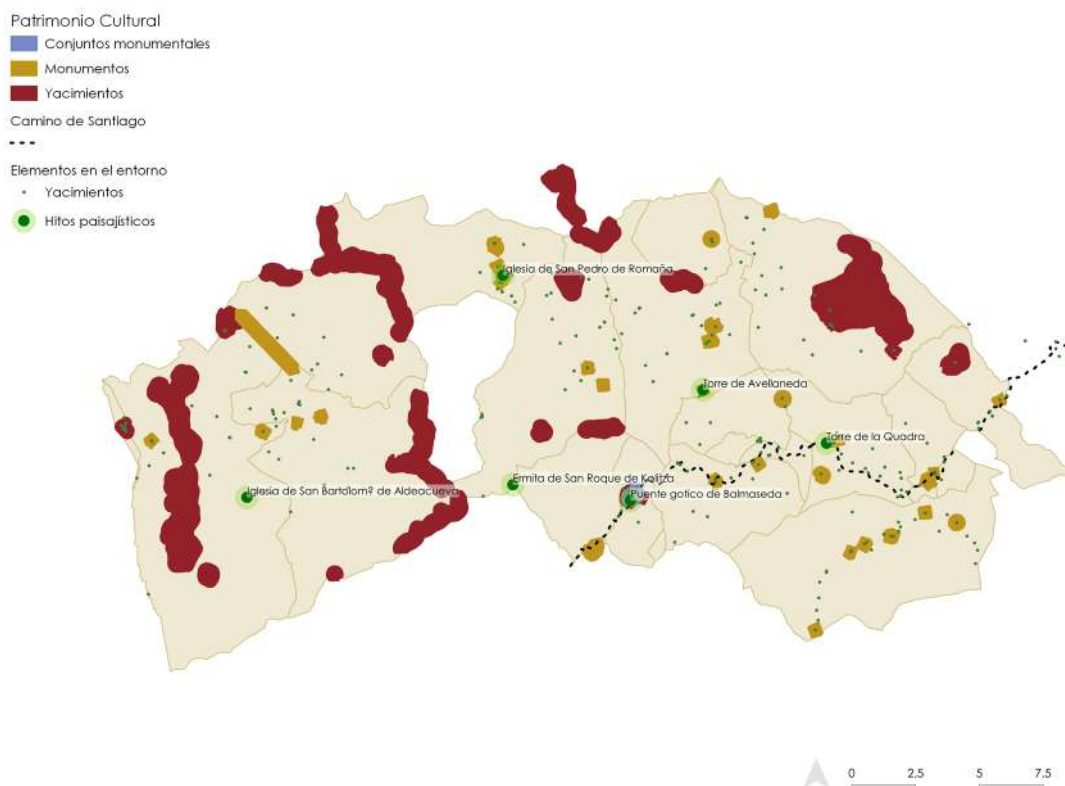 Patrimonio Cultural
Conjuntos monumentales
Monumentos
Yacimientos
Camino de Santiago
Elementos en el entorno
Yacimientos
Hitos paisajísticos
Iglesia de San Pedro de Romaña
Torre de Avellaneda
Torre de la Quadra
Ermita de San Roque de Kolitza
Iglesia de San Bartolom? de Aldeacueva
Puente gotico de Balmaseda
0 2.5 5 7.5